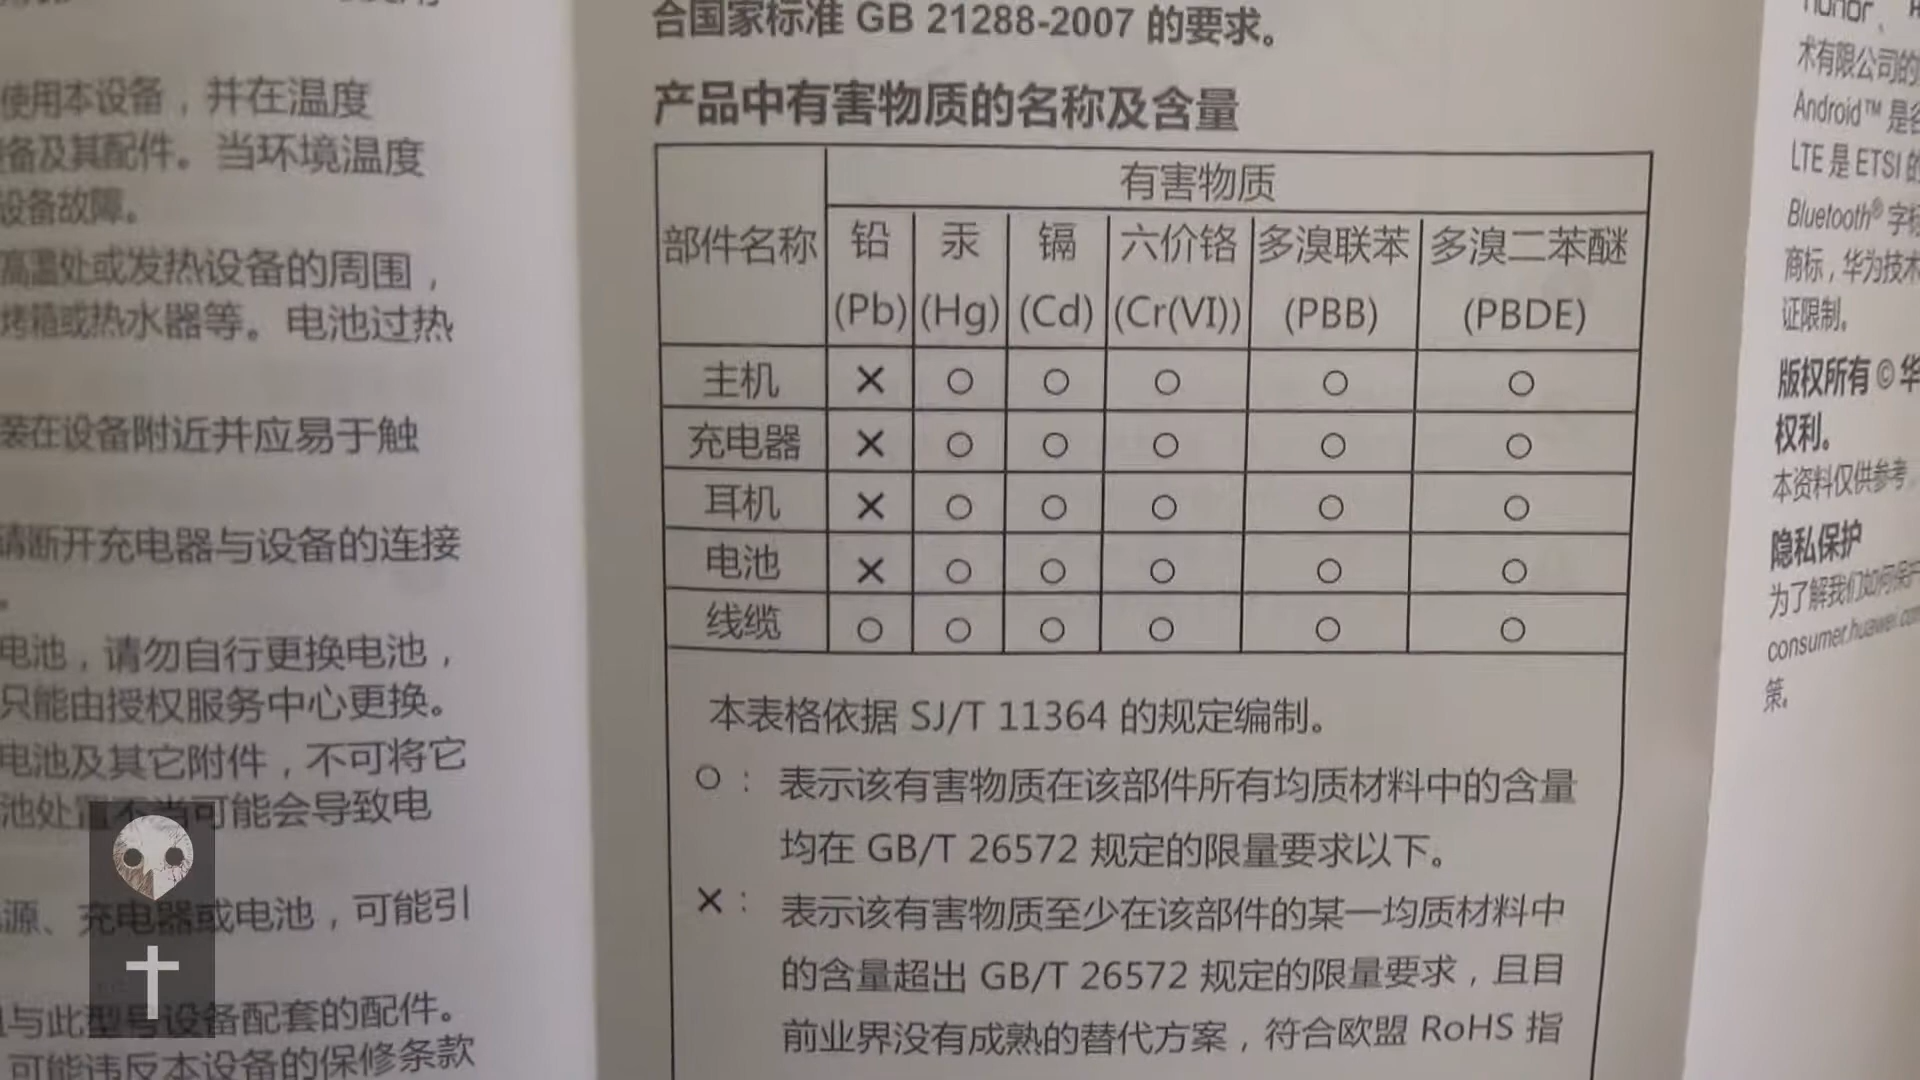 使用本设备，并在温度
备及其配件。当环境温度
设备故障。
高温处或发热设备的周围，
烤箱或热水器等。电池过热
装在设备附近并应易于触
请断开充电器与设备的连接
电池，请勿自行更换电池，
只能由授权服务中心更换。
电池及其它附件，不可将它
池处置不当可能会导致电
源、充电器或电池，可能引
与此型号设备配套的配件。
可能违反本设备的保修条款
合国家标准 GB 21288-2007 的要求。
产品中有害物质的名称及含量
有害物质
部件名称 铅 汞 镉 六价铬 多溴联苯 多溴二苯醚
(Pb) (Hg) (Cd) (Cr(VI)) (PBB) (PBDE)
主机 × ○ ○ ○ ○ ○
充电器 × ○ ○ ○ ○ ○
耳机 × ○ ○ ○ ○ ○
电池 × ○ ○ ○ ○ ○
线缆 ○ ○ ○ ○ ○ ○
本表格依据 SJ/T 11364 的规定编制。
○： 表示该有害物质在该部件所有均质材料中的含量
均在 GB/T 26572 规定的限量要求以下。
×： 表示该有害物质至少在该部件的某一均质材料中
的含量超出 GB/T 26572 规定的限量要求，且目
前业界没有成熟的替代方案，符合欧盟 RoHS 指
honor、
术有限公司的
Android™ 是
LTE 是 ETSI 的
Bluetooth® 字
商标，华为技术
证限制。
版权所有 © 华
权利。
本资料仅供参考，
隐私保护
为了解我们如何保
consumer.huawei.com
策。